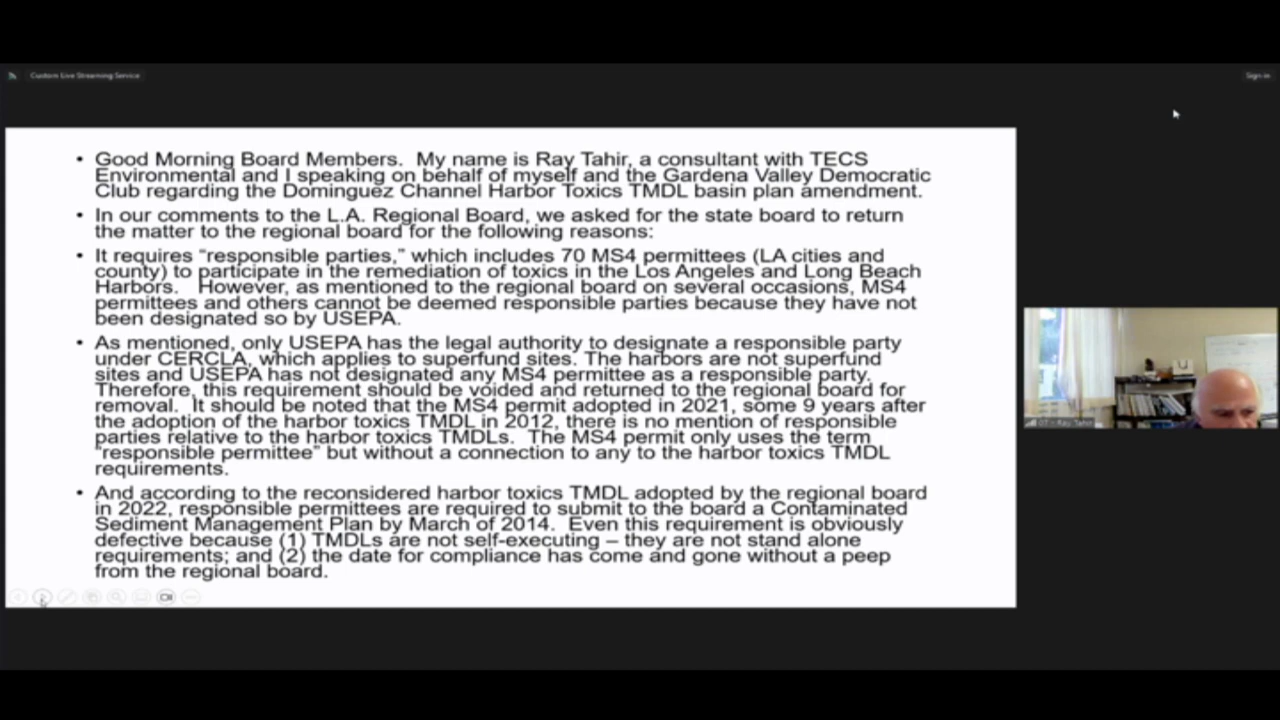 Custom Live Streaming Service
Sign in
• Good Morning Board Members. My name is Ray Tahir, a consultant with TECS
Environmental and I speaking on behalf of myself and the Gardena Valley Democratic
Club regarding the Dominguez Channel Harbor Toxics TMDL basin plan amendment.
• In our comments to the L.A. Regional Board, we asked for the state board to return
the matter to the regional board for the following reasons:
• It requires “responsible parties,” which includes 70 MS4 permittees (LA cities and
county) to participate in the remediation of toxics in the Los Angeles and Long Beach
Harbors. However, as mentioned to the regional board on several occasions, MS4
permittees and others cannot be deemed responsible parties because they have not
been designated so by USEPA.
• As mentioned, only USEPA has the legal authority to designate a responsible party
under CERCLA, which applies to superfund sites. The harbors are not superfund
sites and USEPA has not designated any MS4 permittee as a responsible party.
Therefore, this requirement should be voided and returned to the regional board for
removal. It should be noted that the MS4 permit adopted in 2021, some 9 years after
the adoption of the harbor toxics TMDL in 2012, there is no mention of responsible
parties relative to the harbor toxics TMDLs. The MS4 permit only uses the term
“responsible permittee” but without a connection to any to the harbor toxics TMDL
requirements.
• And according to the reconsidered harbor toxics TMDL adopted by the regional board
in 2022, responsible permittees are required to submit to the board a Contaminated
Sediment Management Plan by March of 2014. Even this requirement is obviously
defective because (1) TMDLs are not self-executing – they are not stand alone
requirements; and (2) the date for compliance has come and gone without a peep
from the regional board.
07 - Ray Tahir